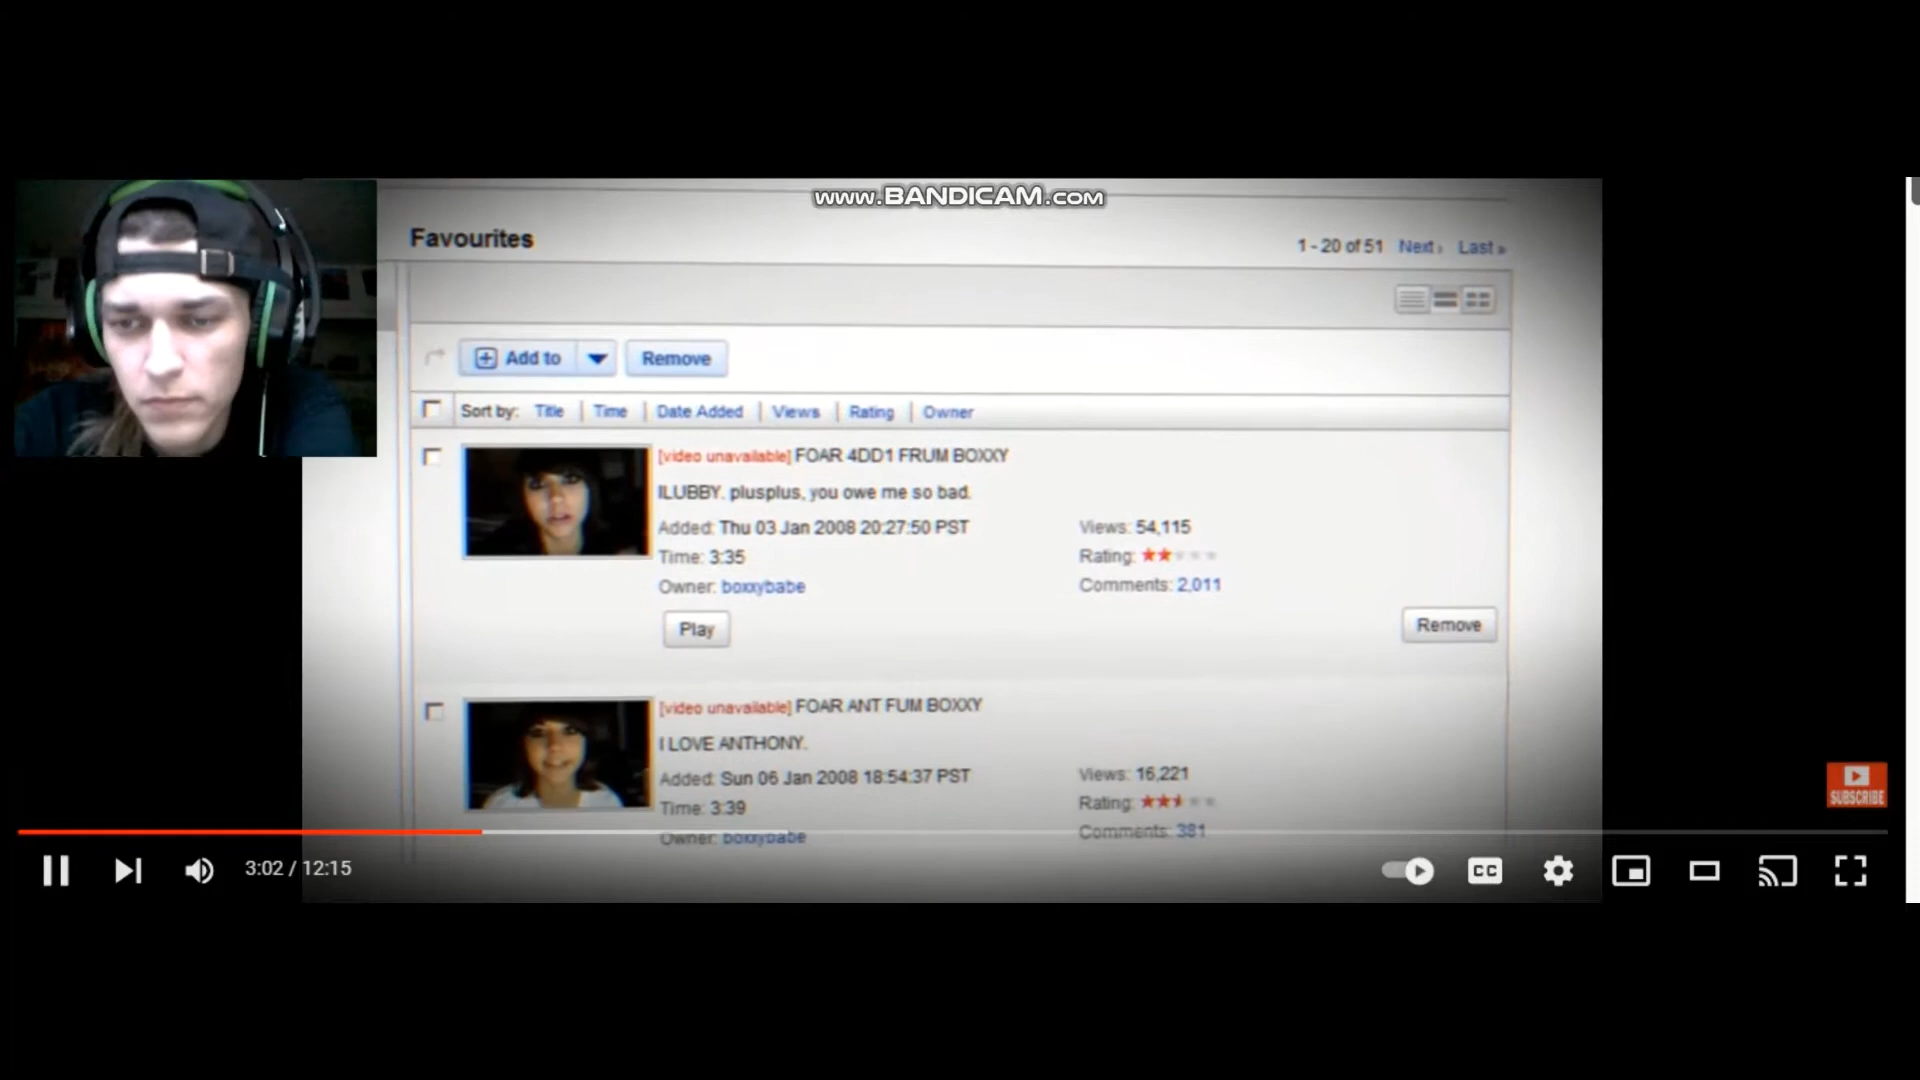 www.BANDICAM.com
Favourites
1 - 20 of 51 Next › Last »
Add to
Remove
Sort by: Title | Time | Date Added | Views | Rating | Owner
[video unavailable] FOAR 4DD1 FRUM BOXXY
ILUBBY. plusplus, you owe me so bad.
Added: Thu 03 Jan 2008 20:27:50 PST
Views: 54,115
Time: 3:35
Rating:
Owner: boxxybabe
Comments: 2,011
Play
Remove
[video unavailable] FOAR ANT FUM BOXXY
I LOVE ANTHONY.
Added: Sun 06 Jan 2008 18:54:37 PST
Views: 16,221
Time: 3:39
Rating:
Owner: boxxybabe
Comments: 381
SUBSCRIBE
3:02 / 12:15
CC